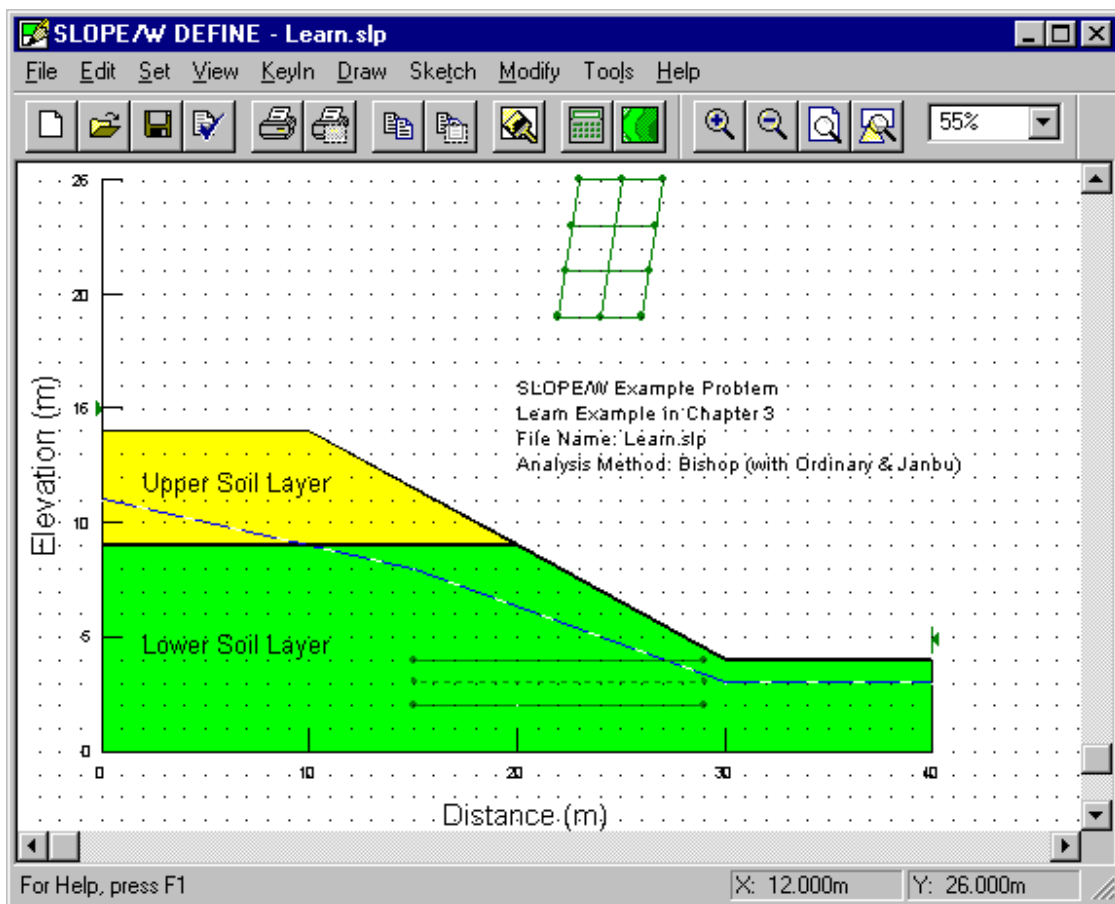 SLOPE/W DEFINE - Learn.slp
File Edit Set View KeyIn Draw Sketch Modify Tools Help
55%
25
20
15
10
5
0
Elevation (m)
SLOPE/W Example Problem
Learn Example in Chapter 3
File Name: Learn.slp
Analysis Method: Bishop (with Ordinary & Janbu)
Upper Soil Layer
Lower Soil Layer
0 10 20 30 40
Distance (m)
For Help, press F1
X: 12.000m
Y: 26.000m